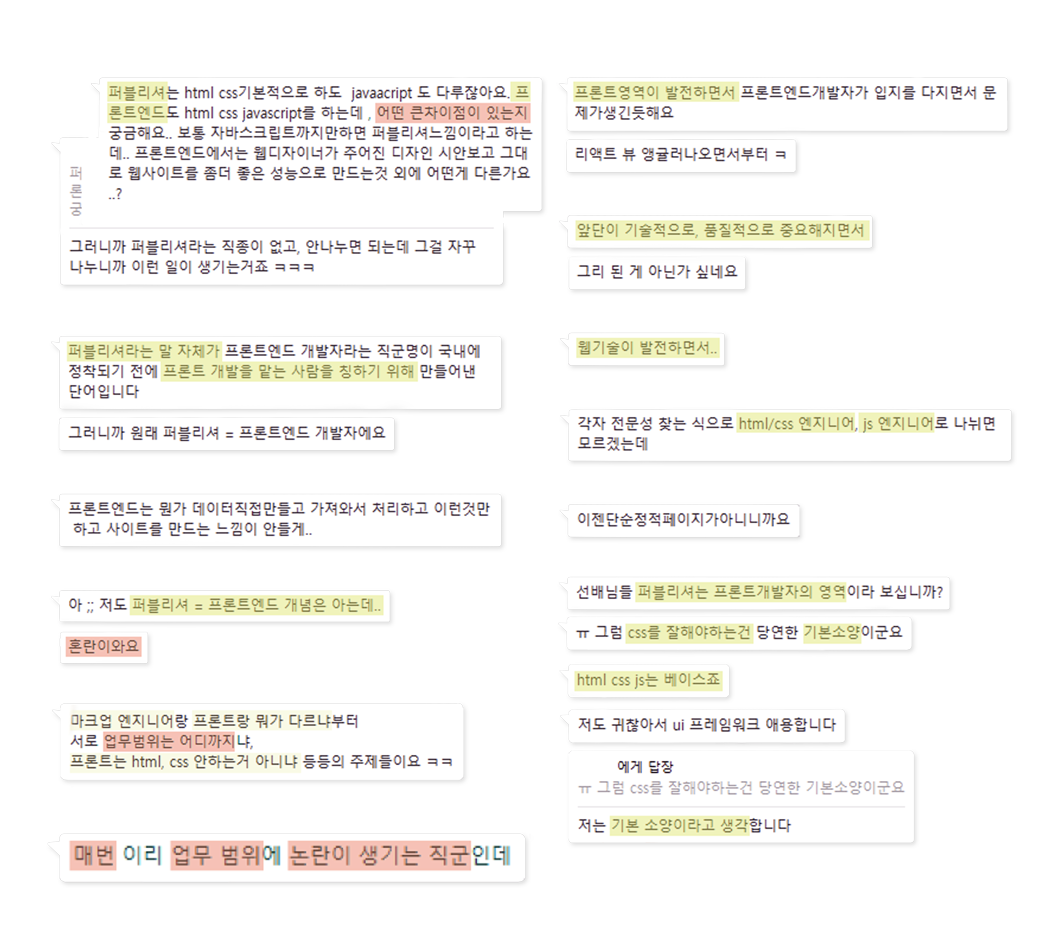 퍼블리셔는 html css기본적으로 하도 javaacript 도 다루잖아요. 프
론트엔드도 html css javascript를 하는데 , 어떤 큰차이점이 있는지
궁금해요.. 보통 자바스크립트까지만하면 퍼블리셔느낌이라고 하는
데.. 프론트엔드에서는 웹디자이너가 주어진 디자인 시안보고 그대
로 웹사이트를 좀더 좋은 성능으로 만드는것 외에 어떤게 다른가요
..?
퍼
론
궁
그러니까 퍼블리셔라는 직종이 없고, 안나누면 되는데 그걸 자꾸
나누니까 이런 일이 생기는거죠 ㅋㅋㅋ
퍼블리셔라는 말 자체가 프론트엔드 개발자라는 직군명이 국내에
정착되기 전에 프론트 개발을 맡는 사람을 칭하기 위해 만들어낸
단어입니다
그러니까 원래 퍼블리셔 = 프론트엔드 개발자에요
프론트엔드는 뭔가 데이터직접만들고 가져와서 처리하고 이런것만
하고 사이트를 만드는 느낌이 안들게..
아 ;; 저도 퍼블리셔 = 프론트엔드 개념은 아는데..
혼란이와요
마크업 엔지니어랑 프론트랑 뭐가 다르냐부터
서로 업무범위는 어디까지냐,
프론트는 html, css 안하는거 아니냐 등등의 주제들이요 ㅋㅋ
매번 이리 업무 범위에 논란이 생기는 직군인데
프론트영역이 발전하면서 프론트엔드개발자가 입지를 다지면서 문
제가생긴듯해요
리액트 뷰 앵귤러나오면서부터 ㅋ
앞단이 기술적으로, 품질적으로 중요해지면서
그리 된 게 아닌가 싶네요
웹기술이 발전하면서..
각자 전문성 찾는 식으로 html/css 엔지니어, js 엔지니어로 나뉘면
모르겠는데
이젠단순정적페이지가아니니까요
선배님들 퍼블리셔는 프론트개발자의 영역이라 보십니까?
ㅠ 그럼 css를 잘해야하는건 당연한 기본소양이군요
html css js는 베이스죠
저도 귀찮아서 ui 프레임워크 애용합니다
에게 답장
ㅠ 그럼 css를 잘해야하는건 당연한 기본소양이군요
저는 기본 소양이라고 생각합니다